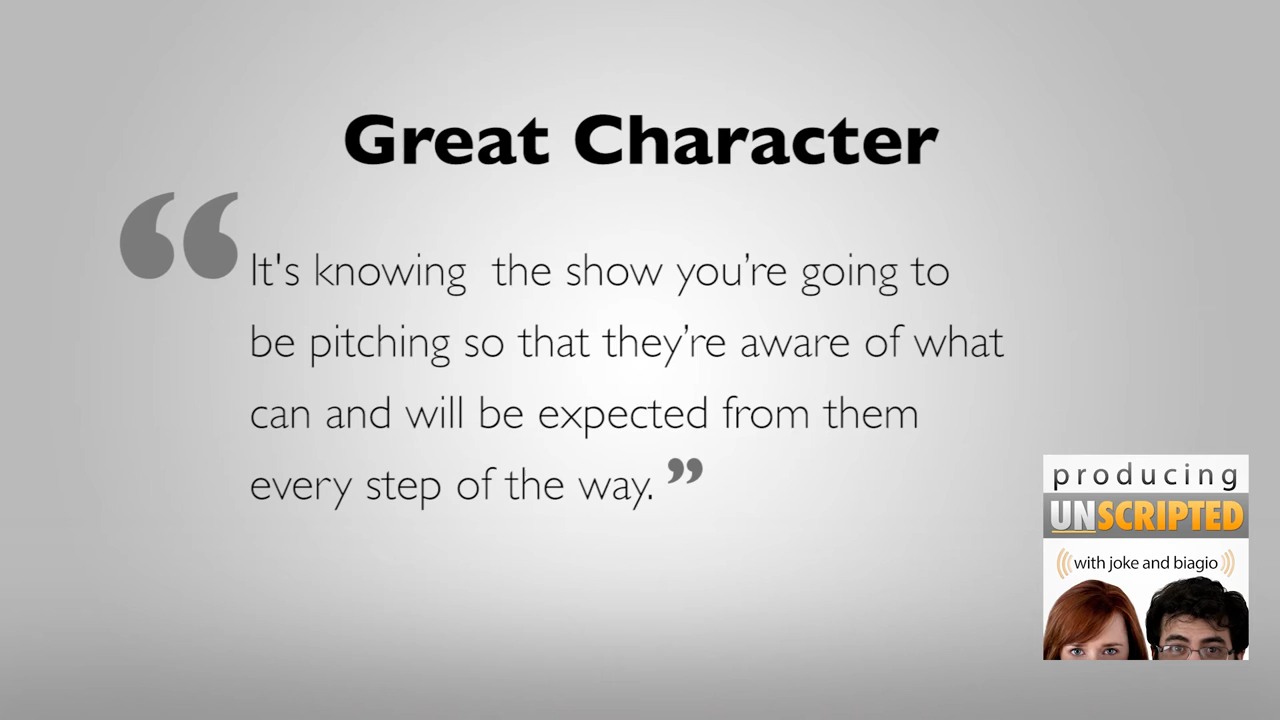 Great Character
“It's knowing the show you’re going to
be pitching so that they’re aware of what
can and will be expected from them
every step of the way.”
producing
UNSCRIPTED
with joke and biagio